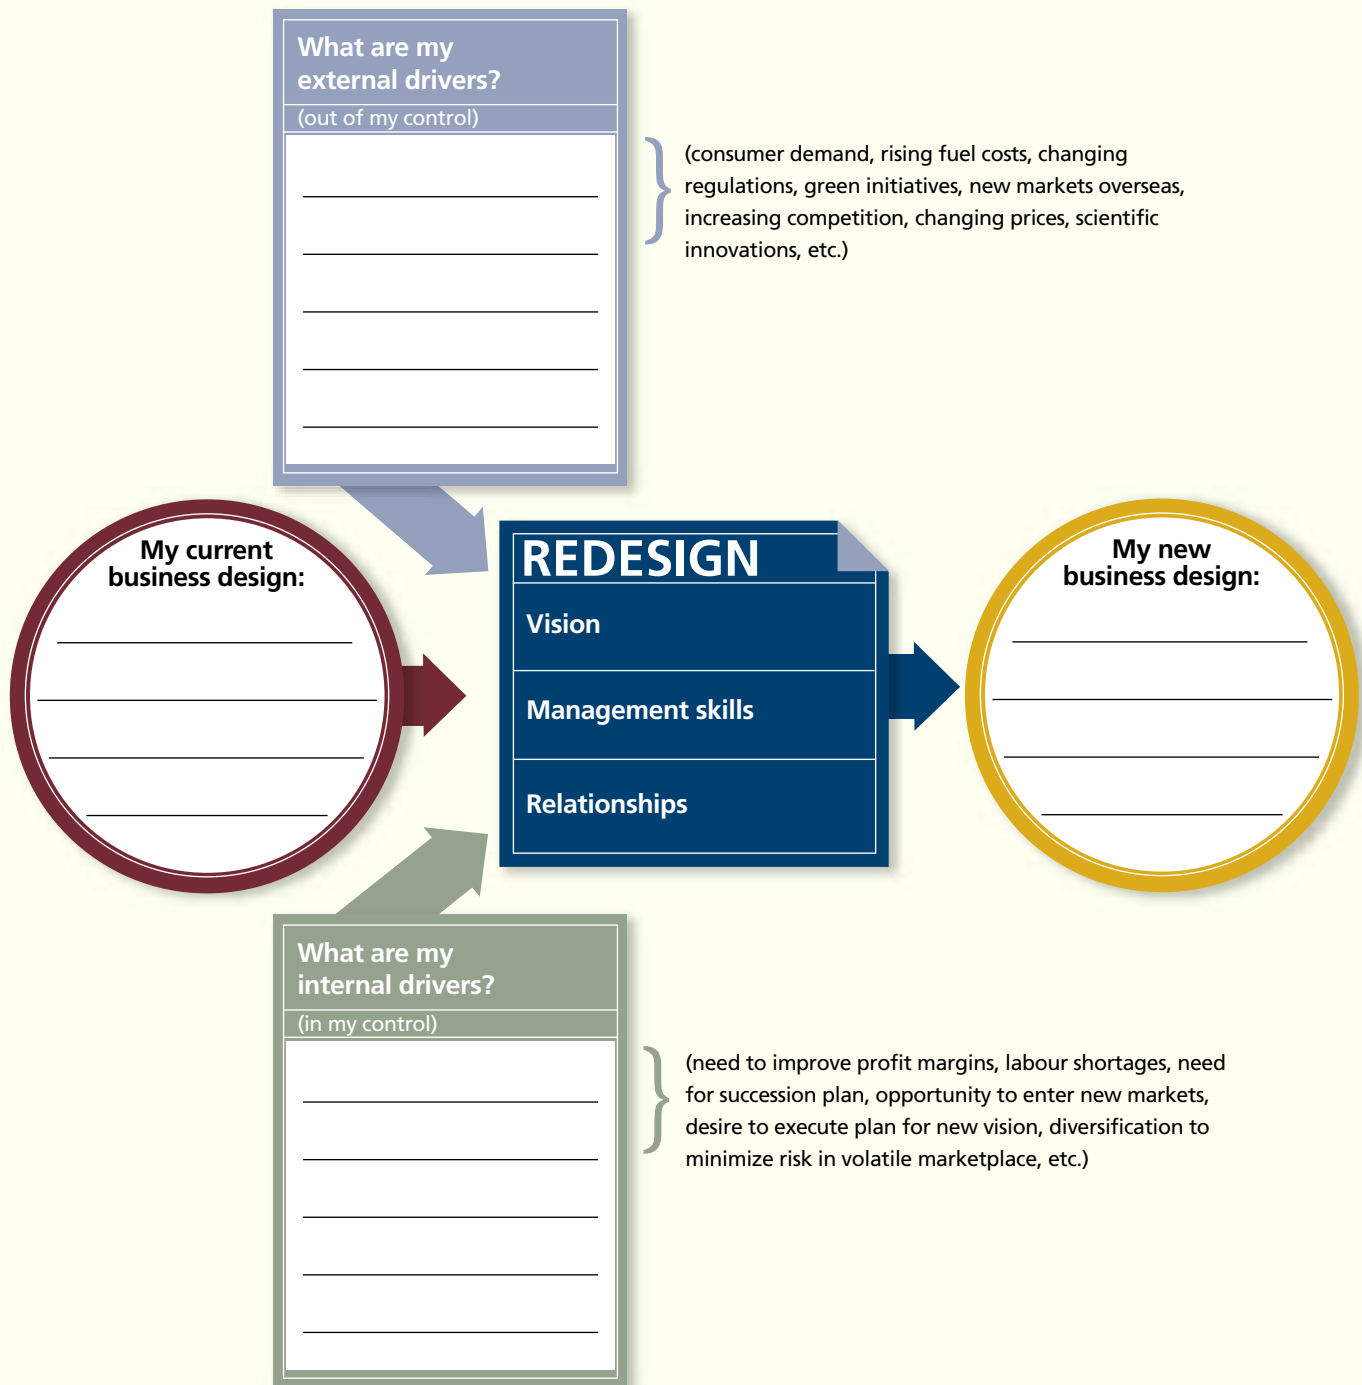 What are my
external drivers?
(out of my control)
(consumer demand, rising fuel costs, changing
regulations, green initiatives, new markets overseas,
increasing competition, changing prices, scientific
innovations, etc.)
My current
business design:
REDESIGN
Vision
Management skills
Relationships
My new
business design:
What are my
internal drivers?
(in my control)
(need to improve profit margins, labour shortages, need
for succession plan, opportunity to enter new markets,
desire to execute plan for new vision, diversification to
minimize risk in volatile marketplace, etc.)